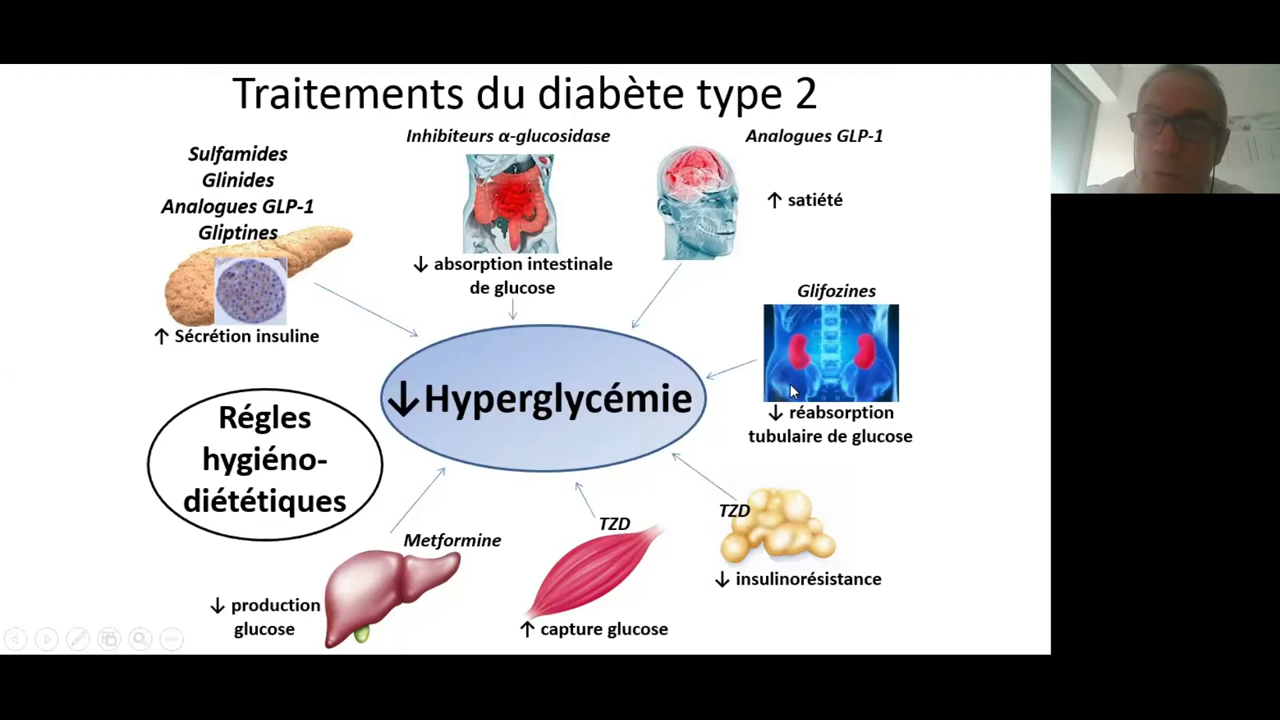 Traitements du diabète type 2
Sulfamides
Glinides
Analogues GLP-1
Gliptines
↑ Sécrétion insuline
Inhibiteurs α-glucosidase
↓ absorption intestinale
de glucose
Analogues GLP-1
↑ satiété
Glifozines
↓ réabsorption
tubulaire de glucose
↓Hyperglycémie
Régles
hygiéno-
diététiques
Metformine
↓ production
glucose
TZD
↑ capture glucose
TZD
↓ insulinorésistance